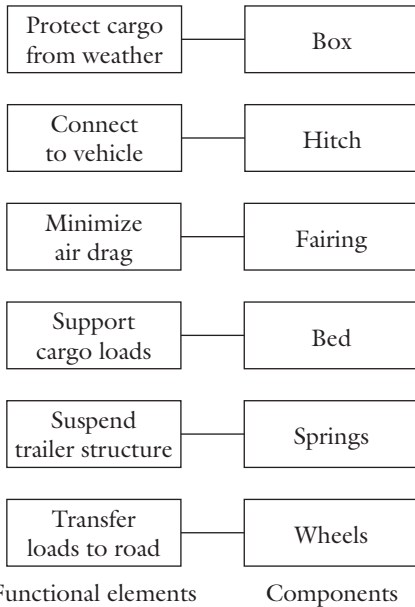 Protect cargo
from weather
Box
Connect
to vehicle
Hitch
Minimize
air drag
Fairing
Support
cargo loads
Bed
Suspend
trailer structure
Springs
Transfer
loads to road
Wheels
Functional elements
Components